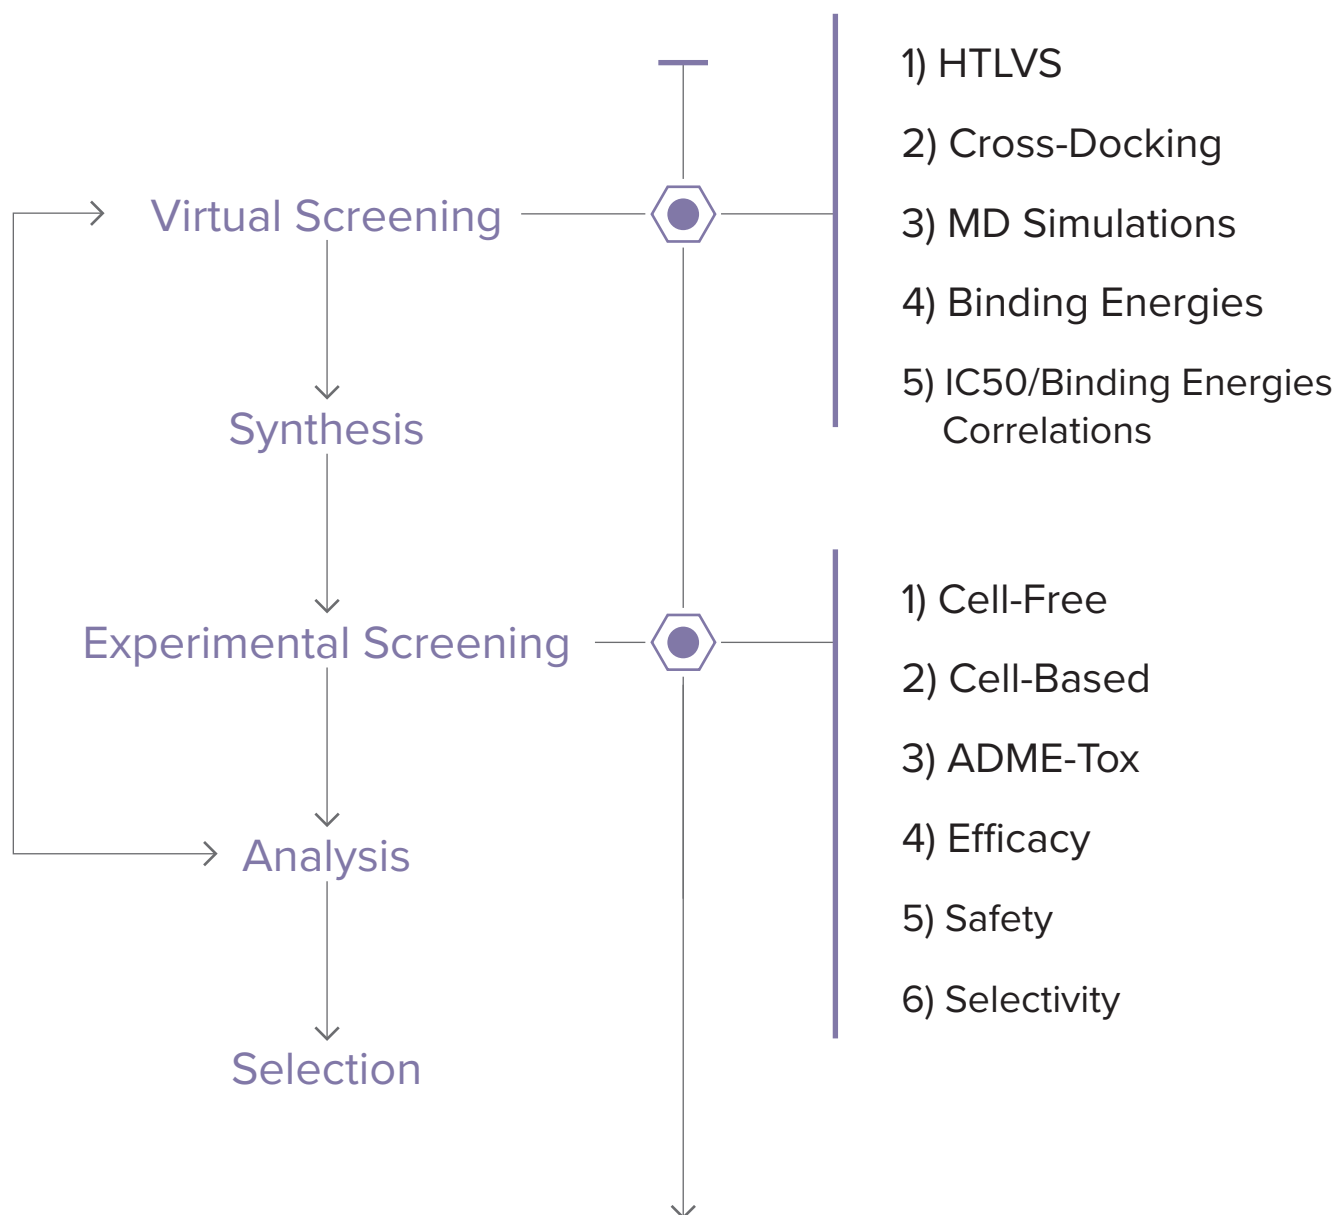 Virtual Screening
Synthesis
Experimental Screening
Analysis
Selection
1) HTLVS
2) Cross-Docking
3) MD Simulations
4) Binding Energies
5) IC50/Binding Energies
Correlations
1) Cell-Free
2) Cell-Based
3) ADME-Tox
4) Efficacy
5) Safety
6) Selectivity